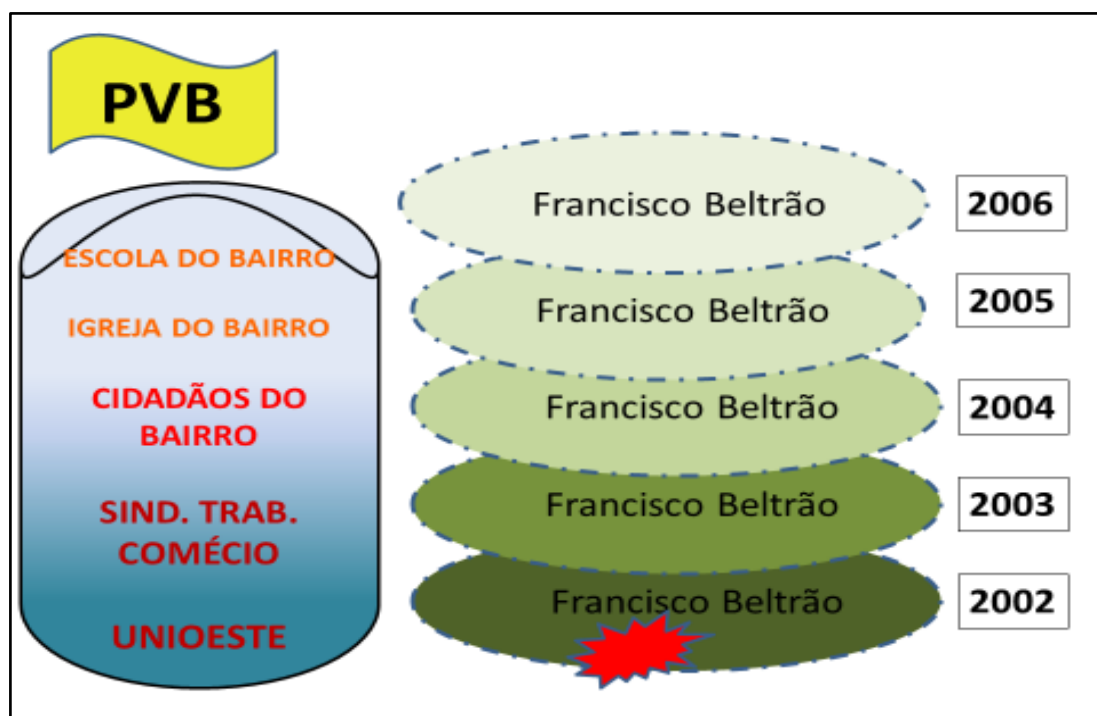 PVB
ESCOLA DO BAIRRO
IGREJA DO BAIRRO
CIDADÃOS DO
BAIRRO
SIND. TRAB.
COMÉCIO
UNIOESTE
Francisco Beltrão
2006
Francisco Beltrão
2005
Francisco Beltrão
2004
Francisco Beltrão
2003
Francisco Beltrão
2002